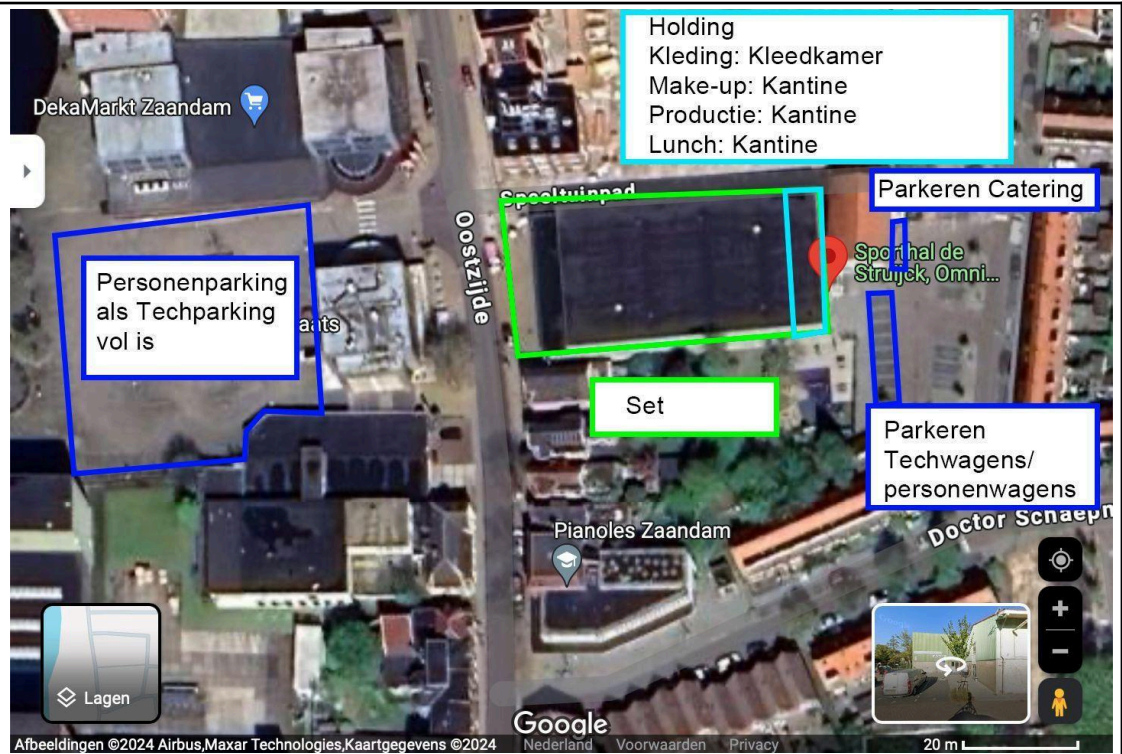 Holding
Kleding: Kleedkamer
Make-up: Kantine
Productie: Kantine
Lunch: Kantine
DekaMarkt Zaandam
Speeltuinpad
Parkeren Catering
Oostzijde
Sporthal de
Struijck, Omni...
Personenparking
als Techparking
vol is
aats
Set
Parkeren
Techwagens/
personenwagens
Doctor Schaepm
Pianoles Zaandam
Lagen
Google
Afbeeldingen ©2024 Airbus,Maxar Technologies,Kaartgegevens ©2024 Nederland Voorwaarden Privacy 20 m